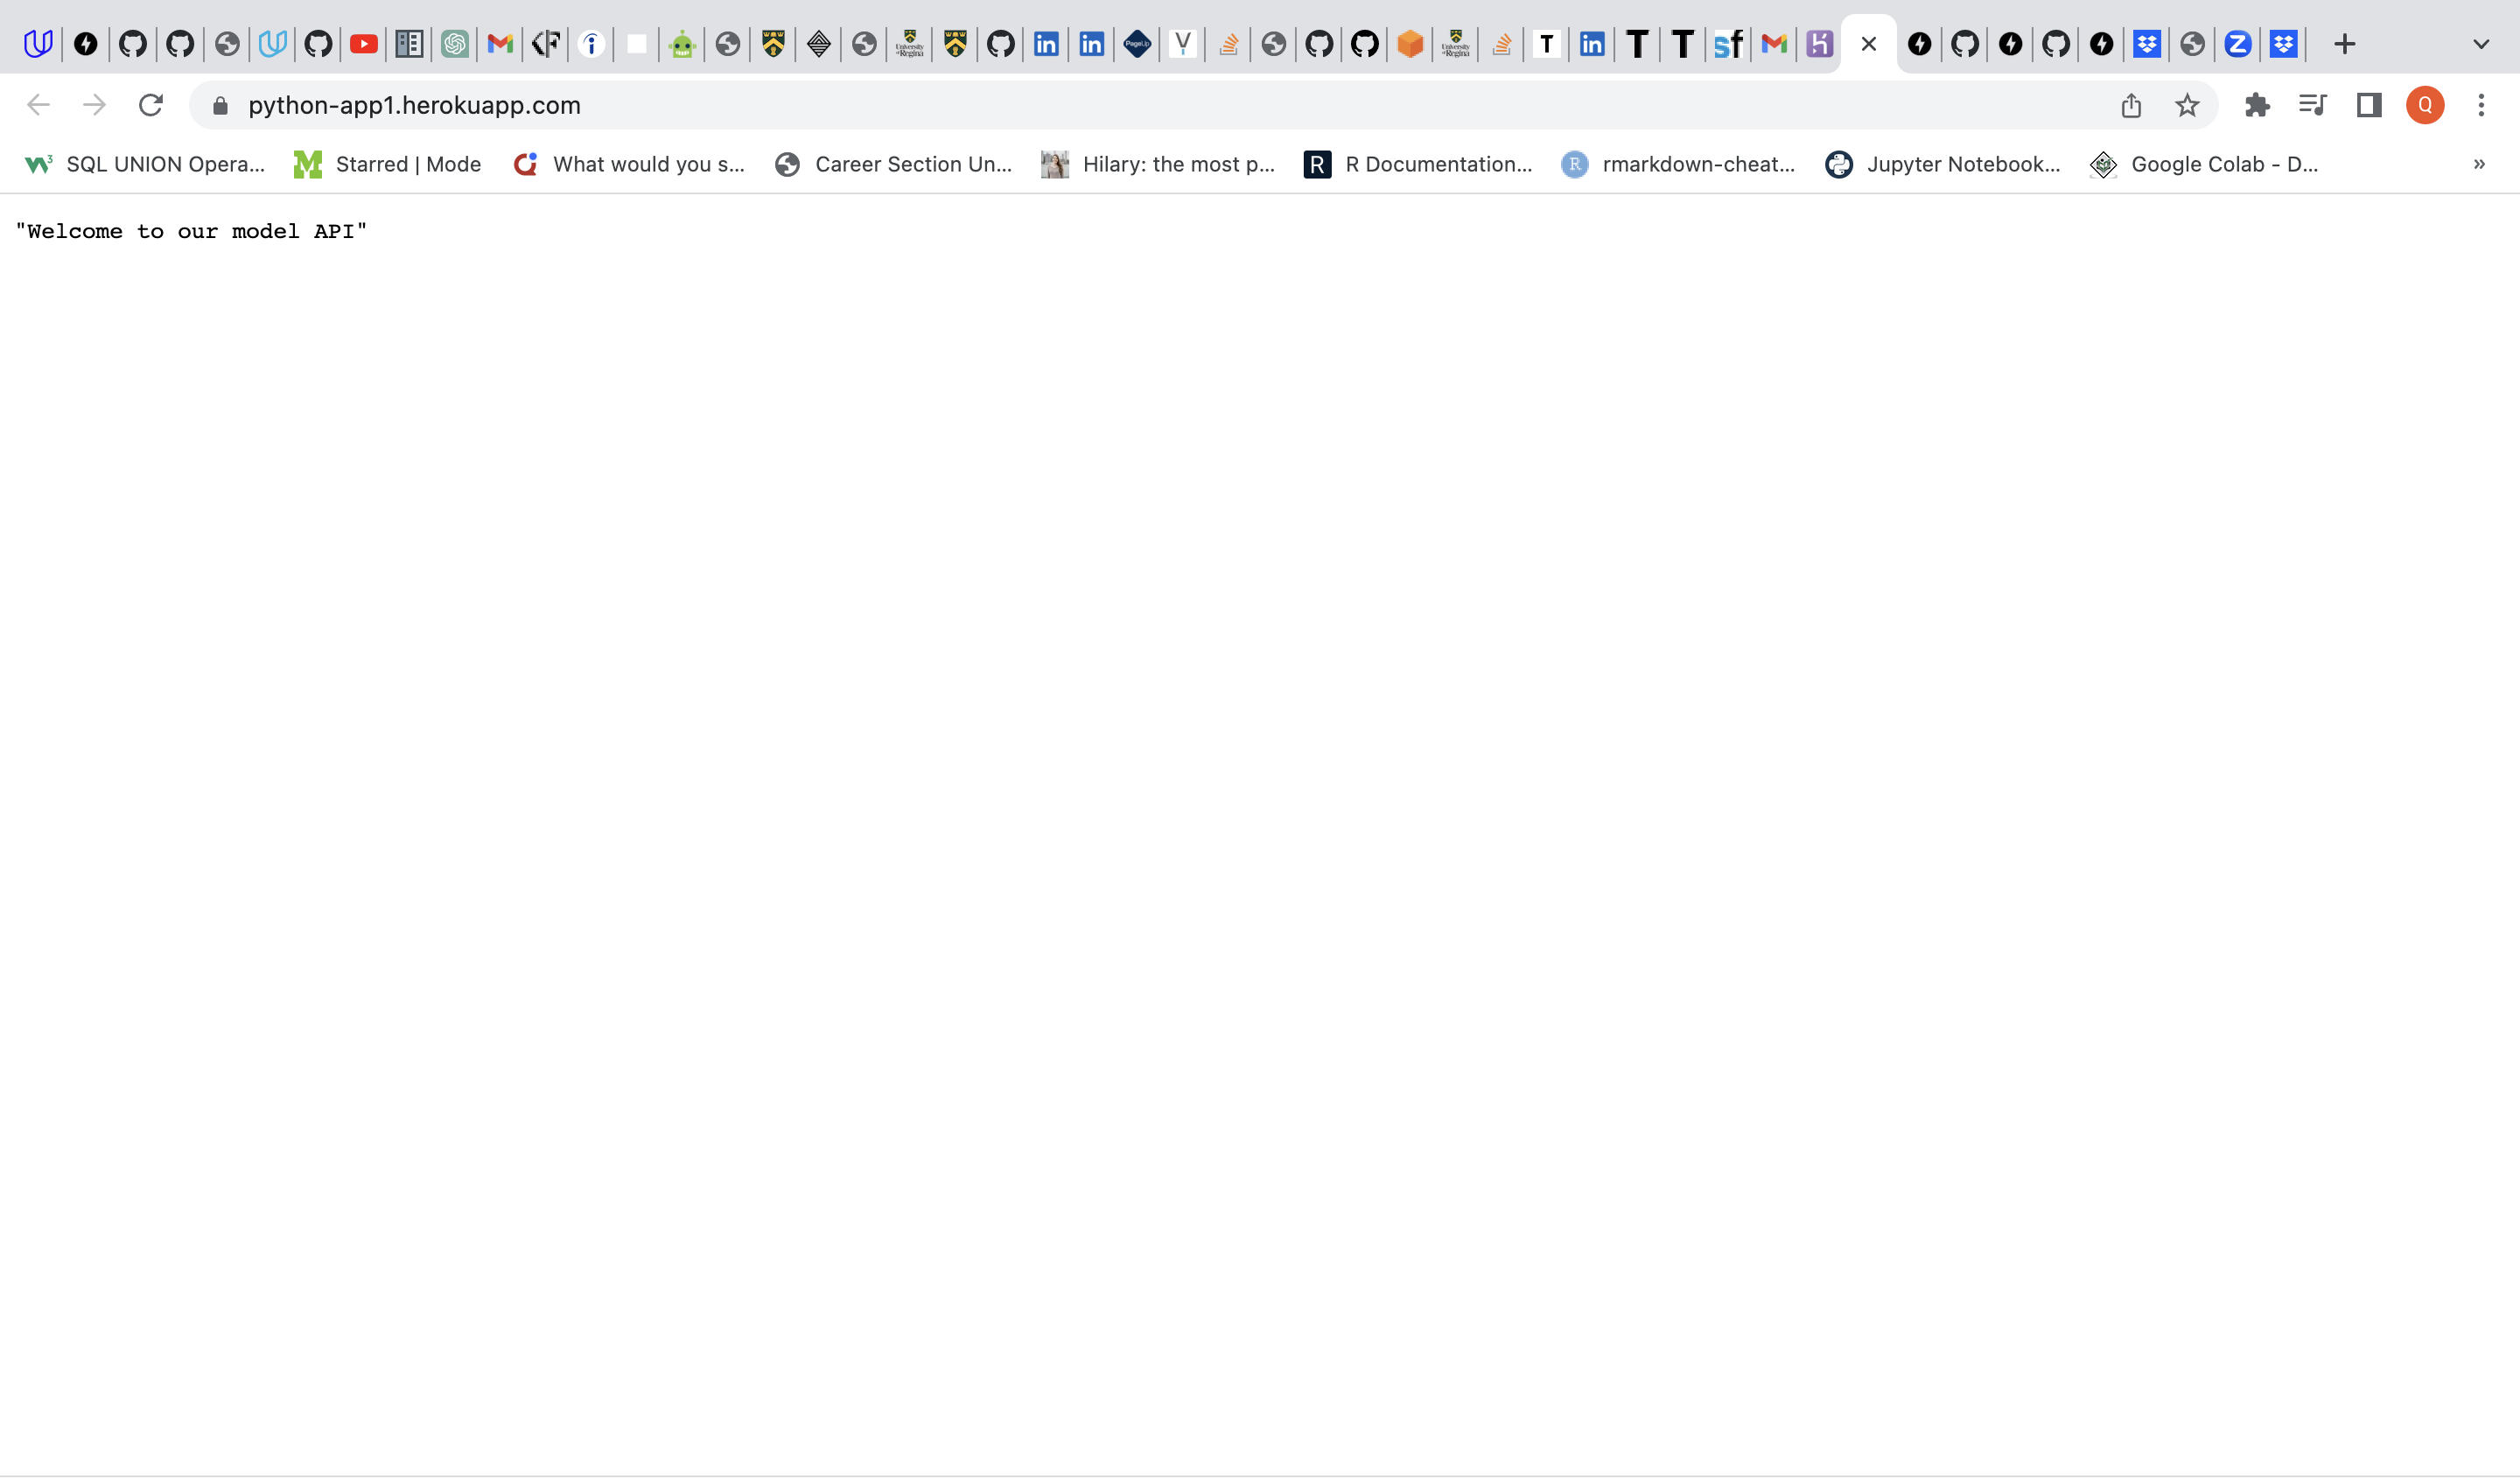 python-app1.herokuapp.com
Q
SQL UNION Opera...
Starred | Mode
What would you s...
Career Section Un...
Hilary: the most p...
R Documentation...
rmarkdown-cheat...
Jupyter Notebook...
Google Colab - D...
"Welcome to our model API"